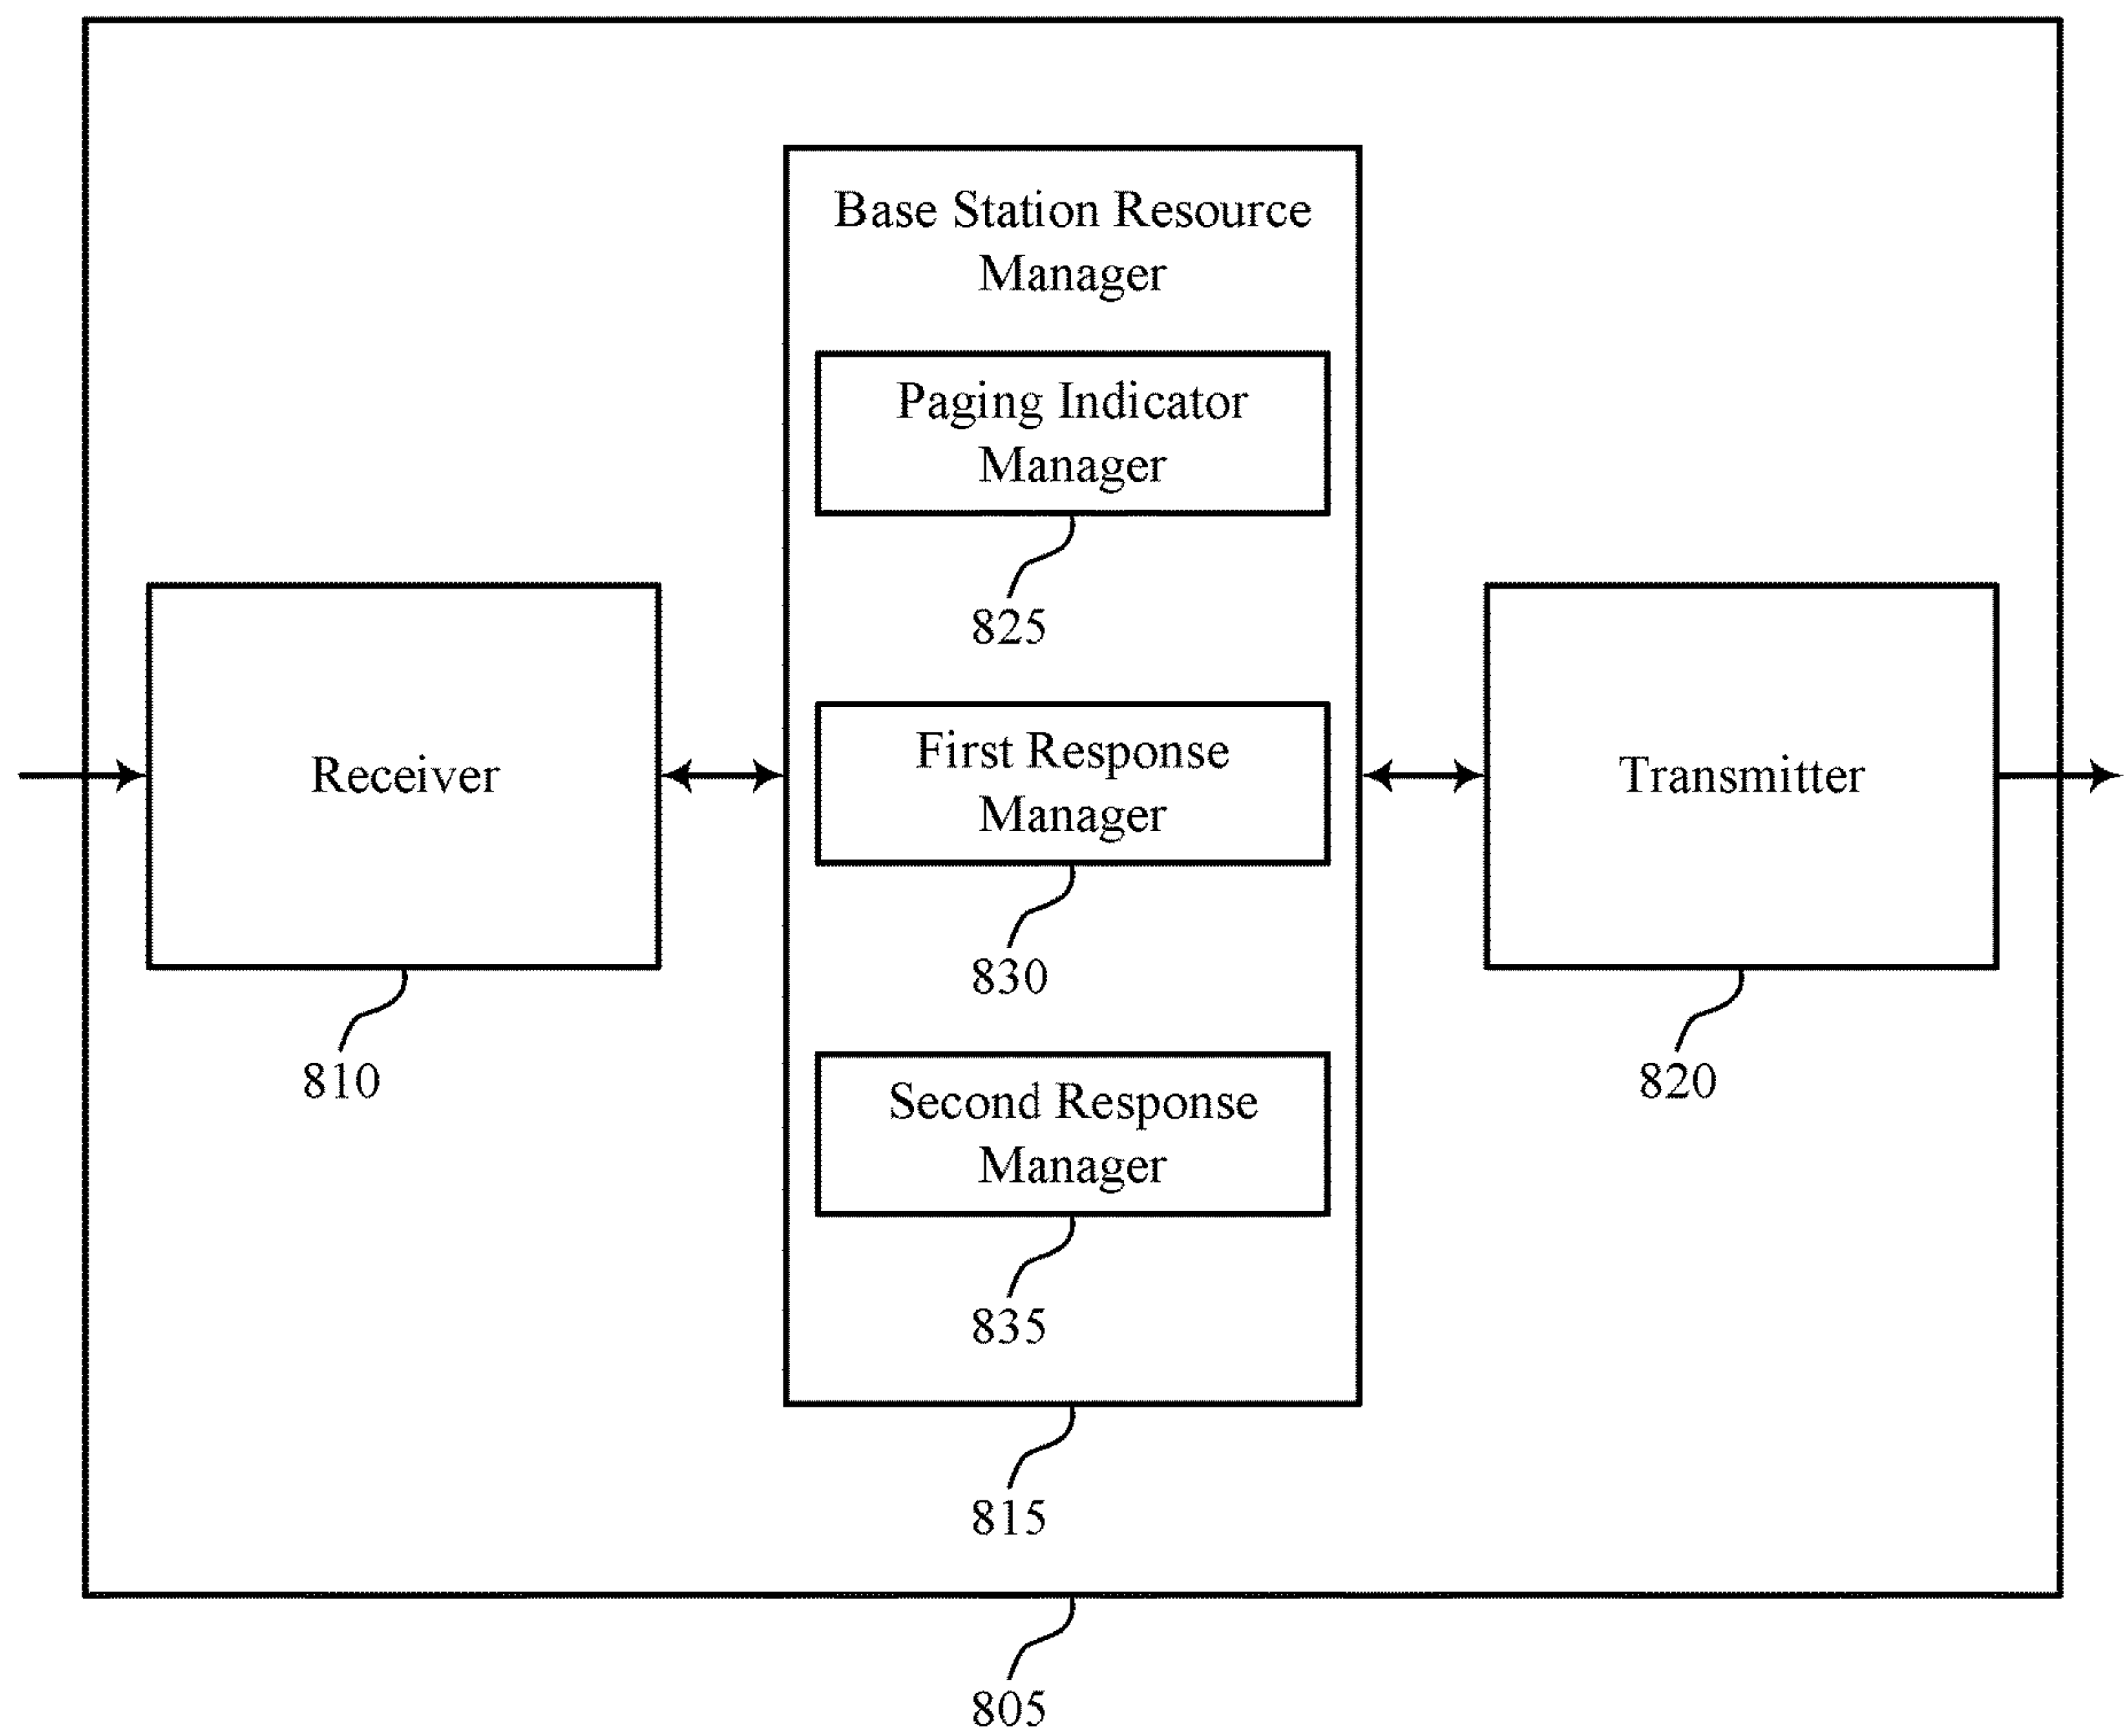 Base Station Resource
Manager
Paging Indicator
Manager
825
Receiver
810
First Response
Manager
830
Transmitter
820
Second Response
Manager
835
815
805